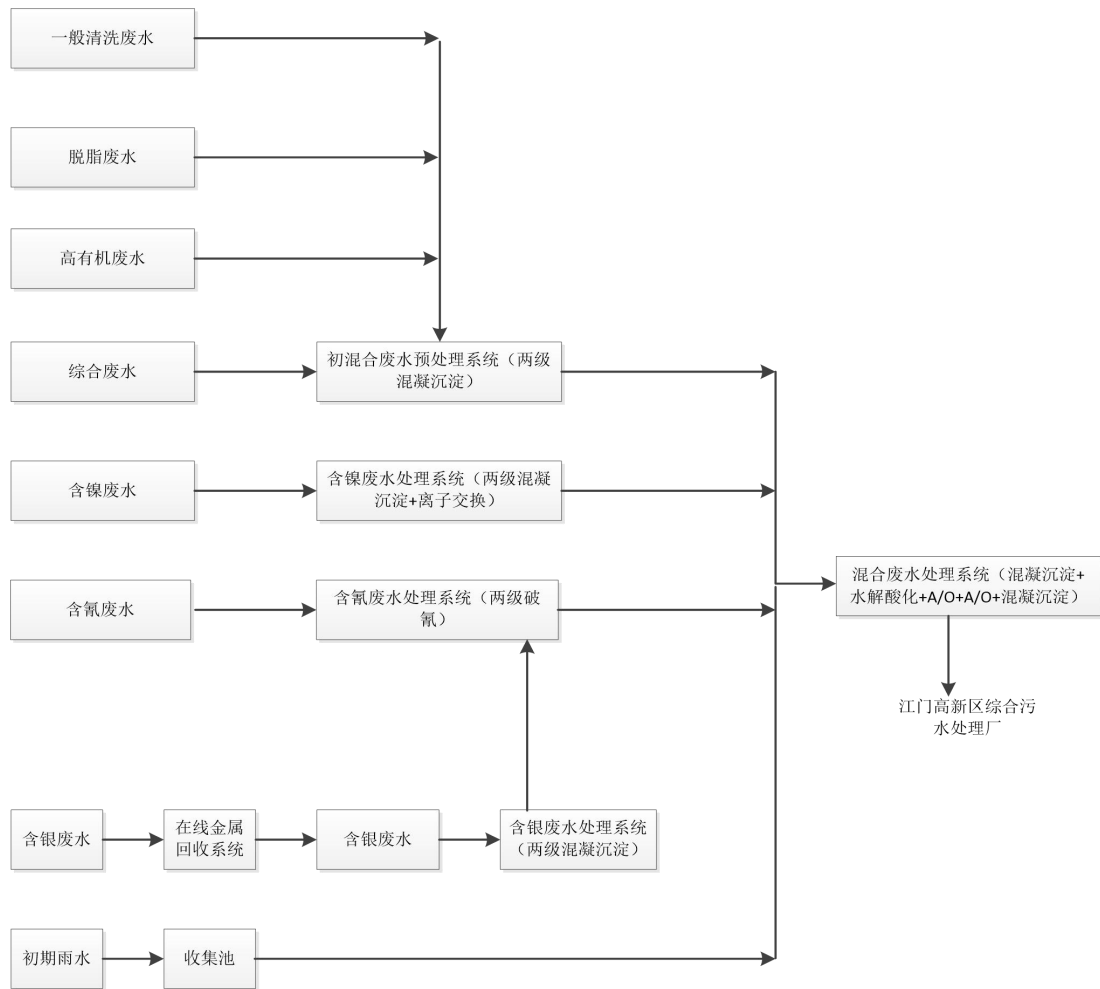 一般清洗废水
脱脂废水
高有机废水
综合废水
初混合废水预处理系统（两级
混凝沉淀）
含镍废水
含镍废水处理系统（两级混凝
沉淀+离子交换）
含氰废水
含氰废水处理系统（两级破
氰）
混合废水处理系统（混凝沉淀+
水解酸化+A/O+A/O+混凝沉淀）
江门高新区综合污
水处理厂
含银废水
在线金属
回收系统
含银废水
含银废水处理系统
（两级混凝沉淀）
初期雨水
收集池